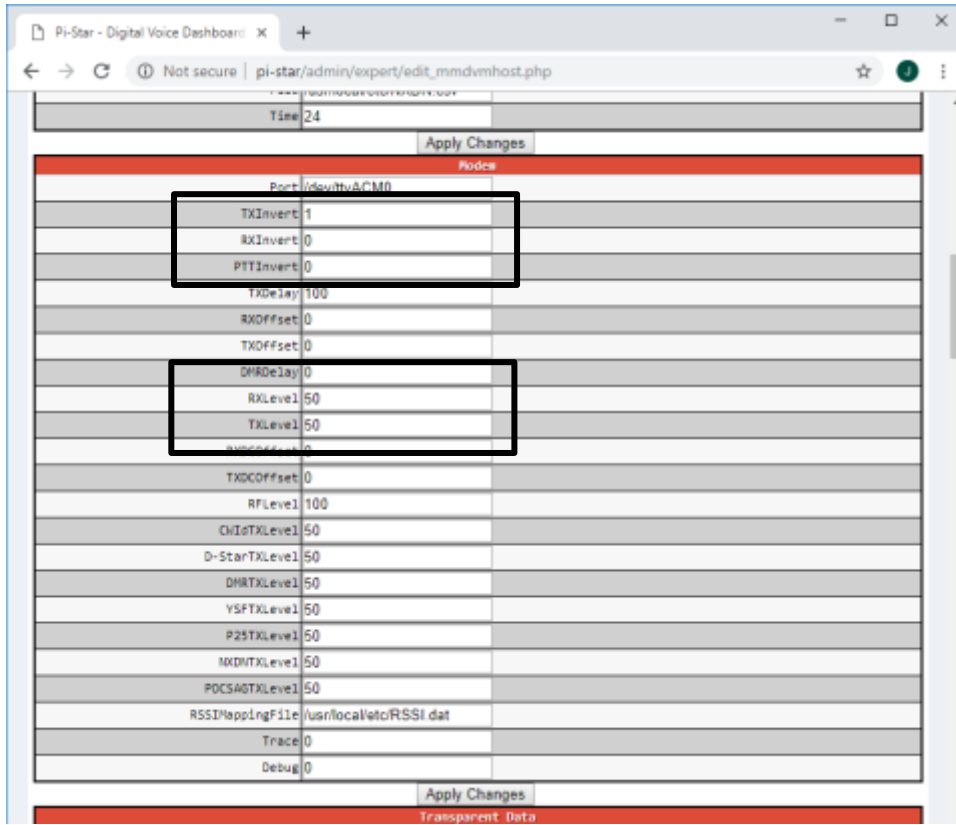 Pi-Star - Digital Voice Dashboard
Not secure | pi-star/admin/expert/edit_mmdvmhost.php
J
Time 24
Apply Changes
Modem
Port /dev/ttyACM0
TXInvert 1
RXInvert 0
PTTInvert 0
TXDelay 100
RXOffset 0
TXOffset 0
DMRDelay 0
RXLevel 50
TXLevel 50
RXDCOffset 0
TXDCOffset 0
RFLevel 100
CWIdTXLevel 50
D-StarTXLevel 50
DMRTXLevel 50
YSFTXLevel 50
P25TXLevel 50
NXDNTXLevel 50
POCSAGTXLevel 50
RSSIMappingFile /usr/local/etc/RSSI.dat
Trace 0
Debug 0
Apply Changes
Transparent Data